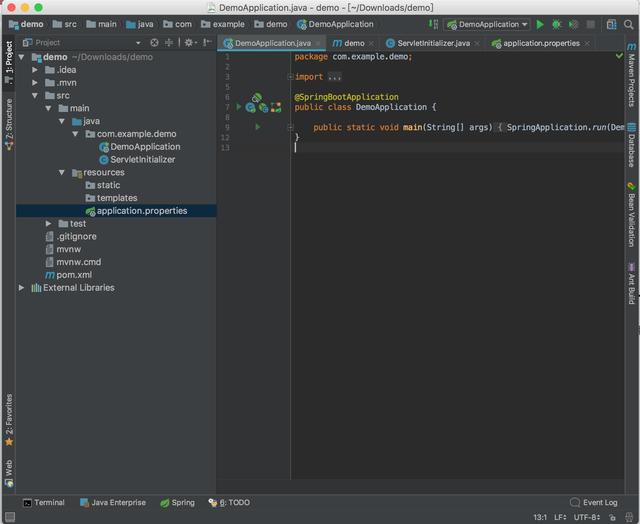 DemoApplication.java - demo - [~/Downloads/demo]
demo src main java com example demo DemoApplication
DemoApplication
Project
DemoApplication.java demo ServletInitializer.java application.properties
1: Project
7: Structure
2: Favorites
Web
demo ~/Downloads/demo
.idea
.mvn
src
main
java
com.example.demo
DemoApplication
ServletInitializer
resources
static
templates
application.properties
test
.gitignore
mvnw
mvnw.cmd
pom.xml
External Libraries
1 package com.example.demo;
2
3 import ...
5
6 @SpringBootApplication
7 public class DemoApplication {
8
9 public static void main(String[] args) { SpringApplication.run(Dem
12 }
13
Maven Projects
Database
Bean Validation
Ant Build
Terminal Java Enterprise Spring 6: TODO Event Log
13:1 LF UTF-8